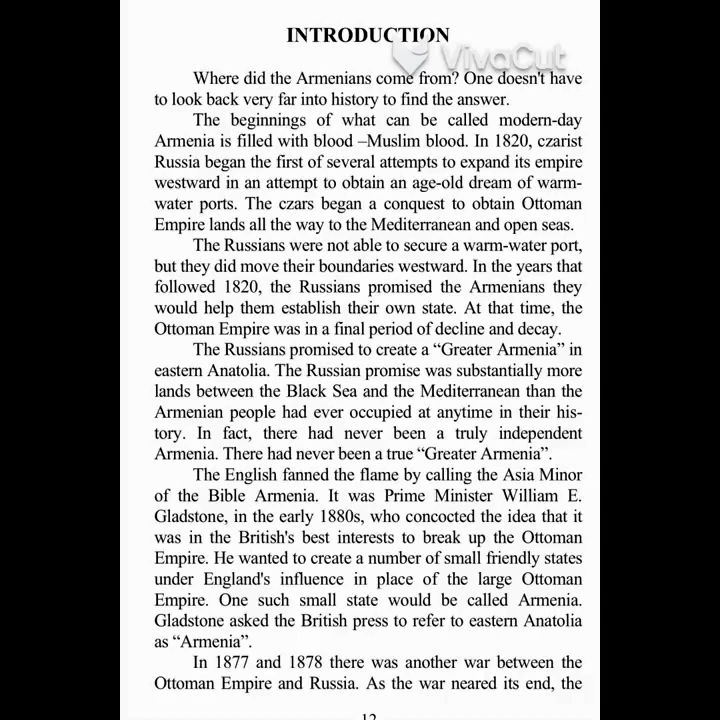 INTRODUCTION
VivaCut
Where did the Armenians come from? One doesn't have
to look back very far into history to find the answer.
The beginnings of what can be called modern-day
Armenia is filled with blood –Muslim blood. In 1820, czarist
Russia began the first of several attempts to expand its empire
westward in an attempt to obtain an age-old dream of warm-
water ports. The czars began a conquest to obtain Ottoman
Empire lands all the way to the Mediterranean and open seas.
The Russians were not able to secure a warm-water port,
but they did move their boundaries westward. In the years that
followed 1820, the Russians promised the Armenians they
would help them establish their own state. At that time, the
Ottoman Empire was in a final period of decline and decay.
The Russians promised to create a “Greater Armenia” in
eastern Anatolia. The Russian promise was substantially more
lands between the Black Sea and the Mediterranean than the
Armenian people had ever occupied at anytime in their his-
tory. In fact, there had never been a truly independent
Armenia. There had never been a true “Greater Armenia”.
The English fanned the flame by calling the Asia Minor
of the Bible Armenia. It was Prime Minister William E.
Gladstone, in the early 1880s, who concocted the idea that it
was in the British's best interests to break up the Ottoman
Empire. He wanted to create a number of small friendly states
under England's influence in place of the large Ottoman
Empire. One such small state would be called Armenia.
Gladstone asked the British press to refer to eastern Anatolia
as “Armenia”.
In 1877 and 1878 there was another war between the
Ottoman Empire and Russia. As the war neared its end, the
12